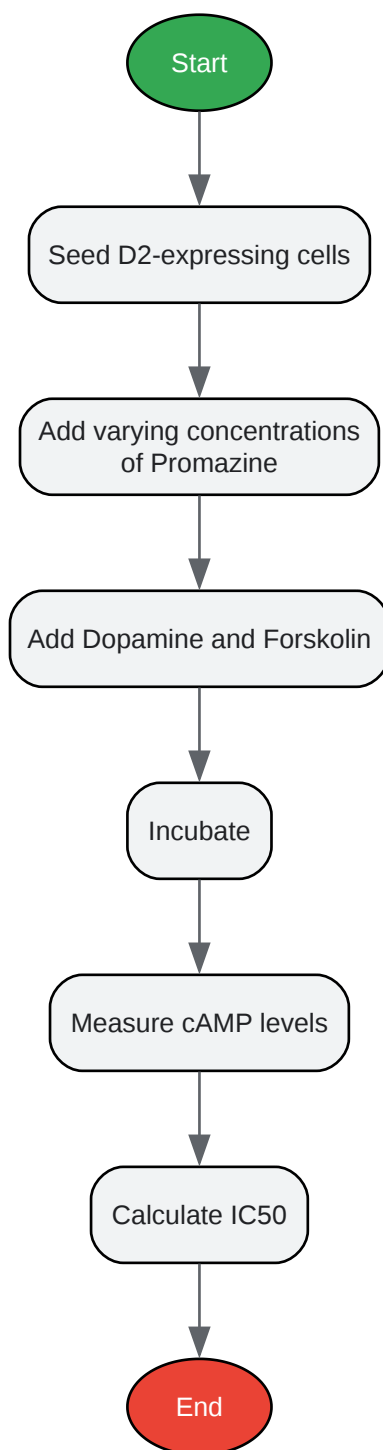 Start
Seed D2-expressing cells
Add varying concentrations
of Promazine
Add Dopamine and Forskolin
Incubate
Measure cAMP levels
Calculate IC50
End